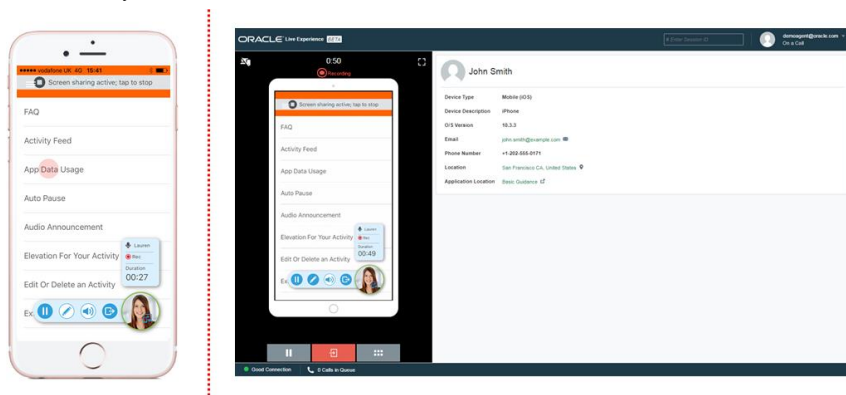 vodafone UK 4G 15:41
Screen sharing active; tap to stop
FAQ
Activity Feed
App Data Usage
Auto Pause
Audio Announcement
Elevation For Your Activity
Edit Or Delete an Activity
Ex
Lauren
Rec
Duration
00:27
ORACLE Live Experience BETA
# Enter Session ID
demoagent@oracle.com
On a Call
0:50
Recording
Screen sharing active; tap to stop
FAQ
Activity Feed
App Data Usage
Auto Pause
Audio Announcement
Elevation For Your Activity
Edit Or Delete an Activity
Ex
Lauren
Rec
Duration
00:49
John Smith
Device Type Mobile (iOS)
Device Description iPhone
O/S Version 10.3.3
Email john.smith@example.com
Phone Number +1-202-555-0171
Location San Francisco CA, United States
Application Location Base: Guidance
Good Connection
0 Calls in Queue